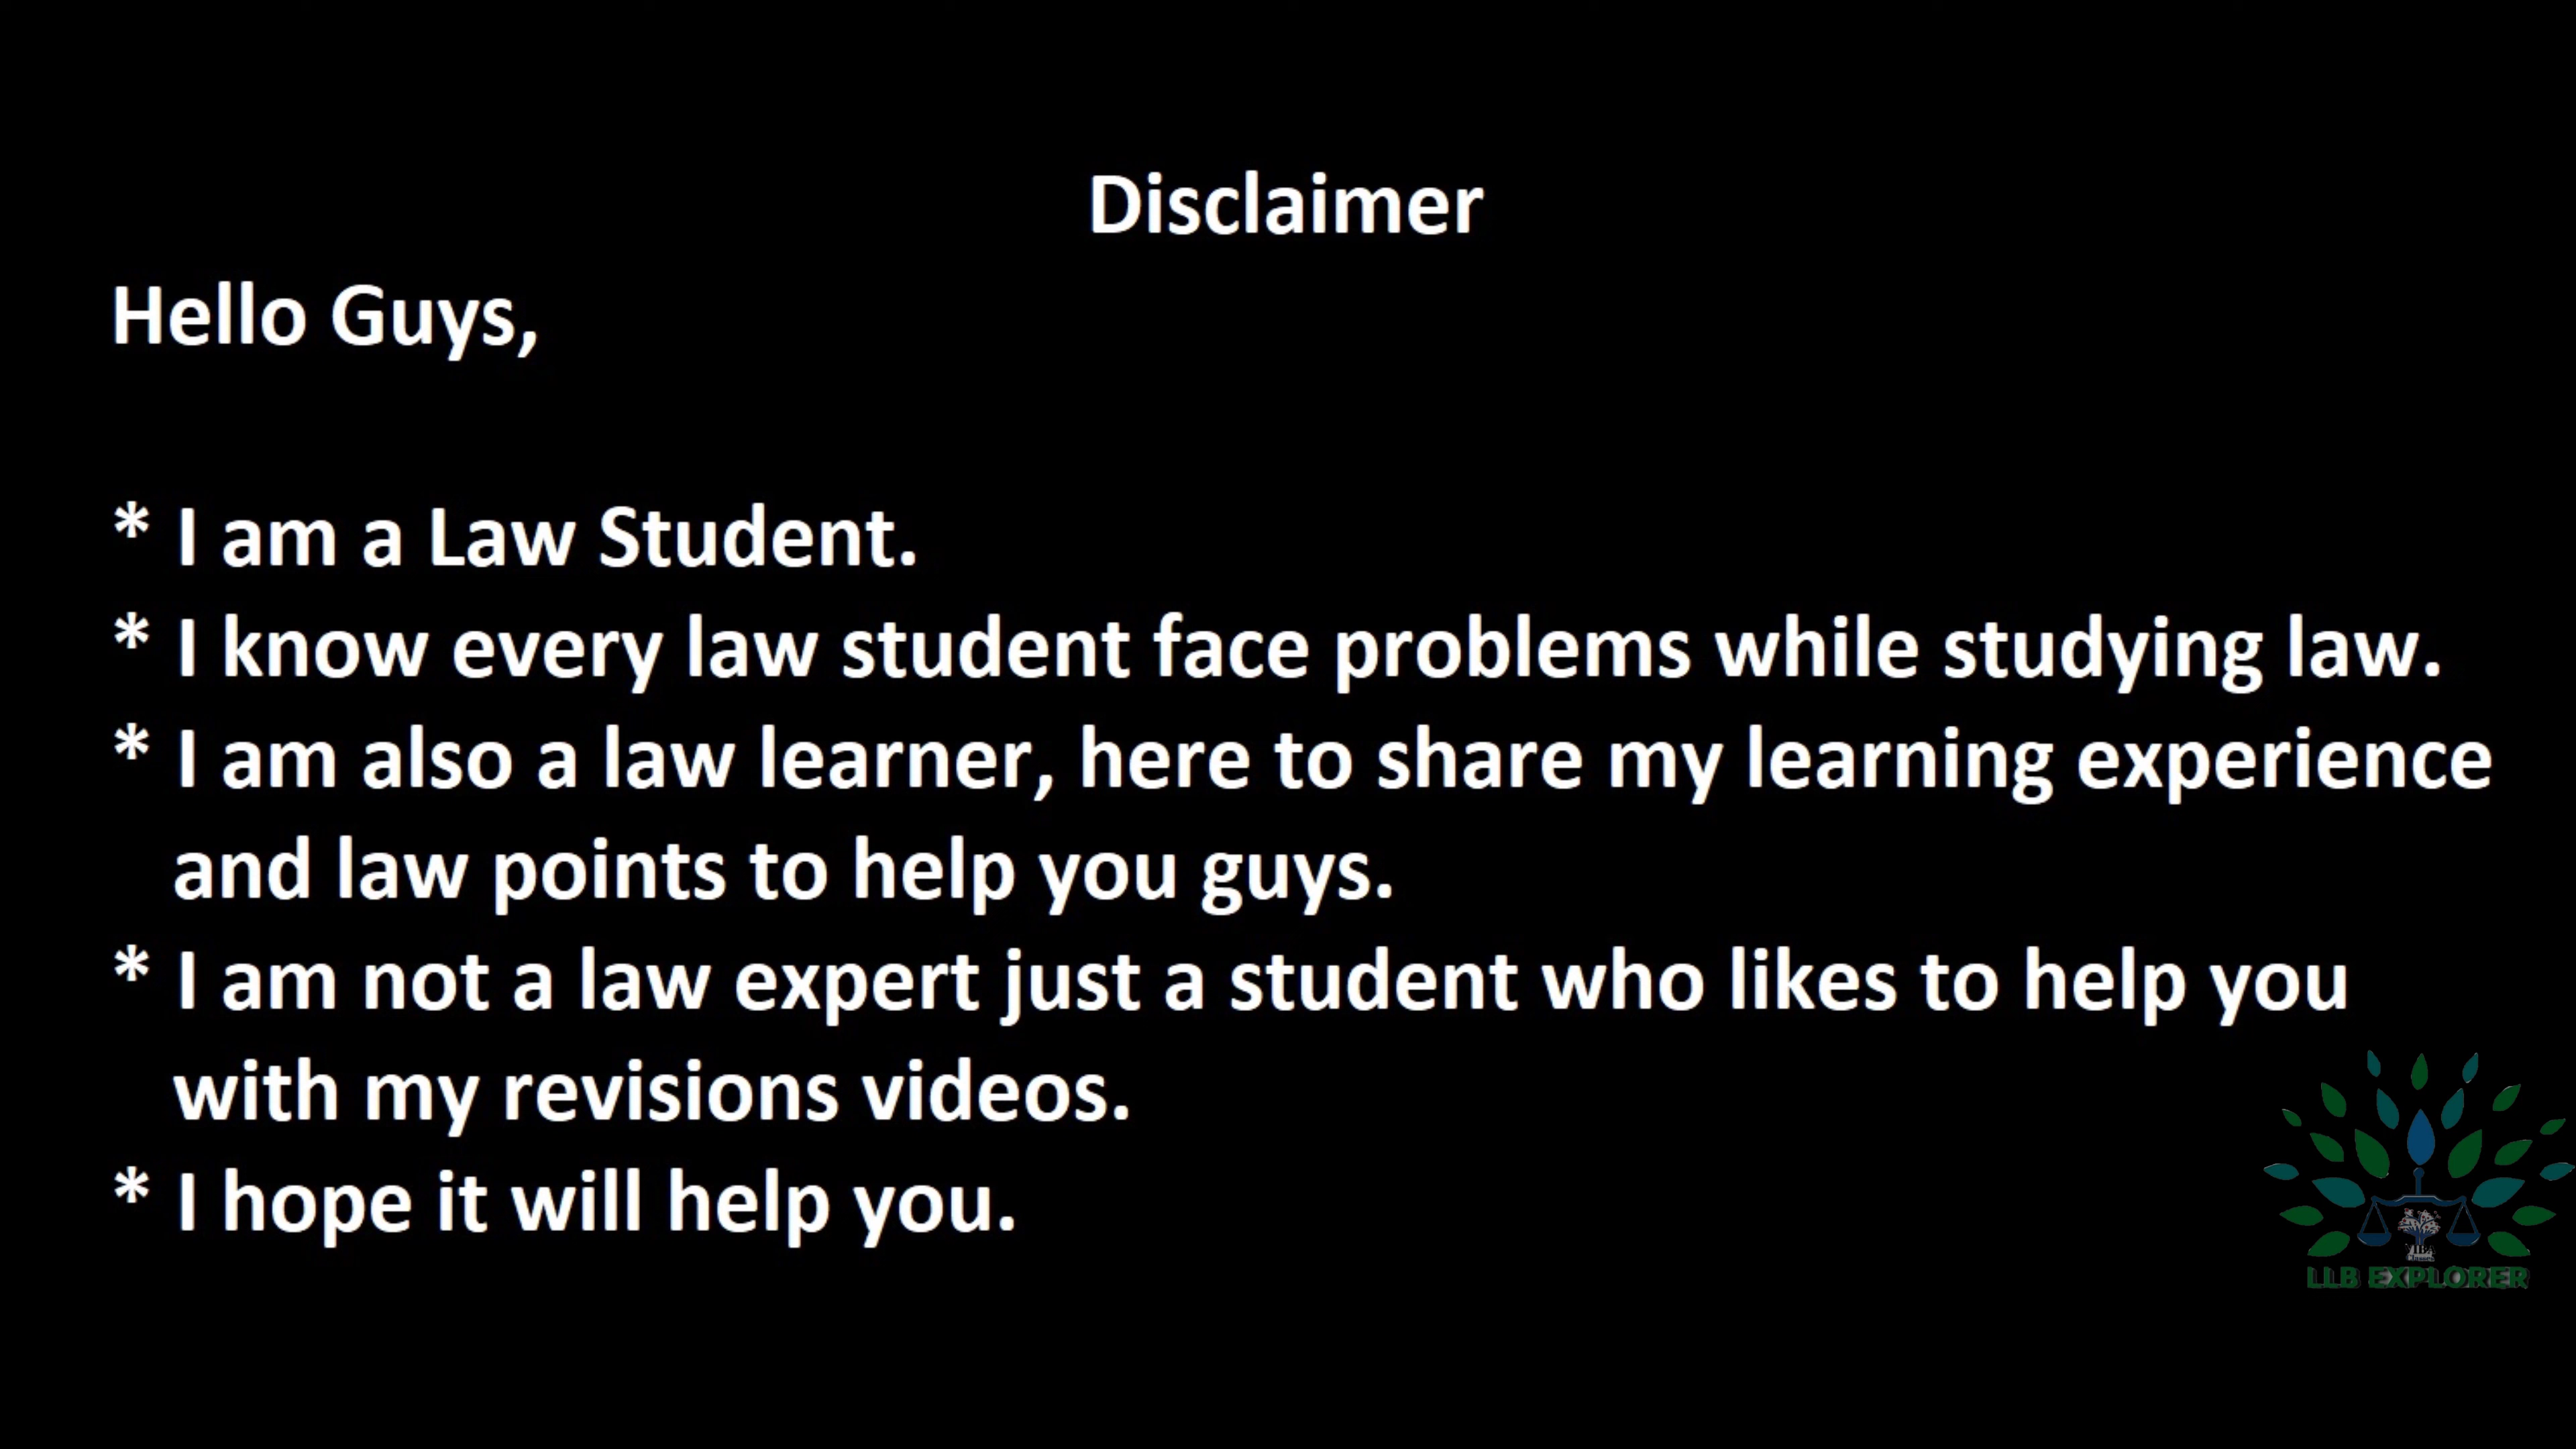 Disclaimer
Hello Guys,
* I am a Law Student.
* I know every law student face problems while studying law.
* I am also a law learner, here to share my learning experience
and law points to help you guys.
* I am not a law expert just a student who likes to help you
with my revisions videos.
* I hope it will help you.
LLB EXPLORER